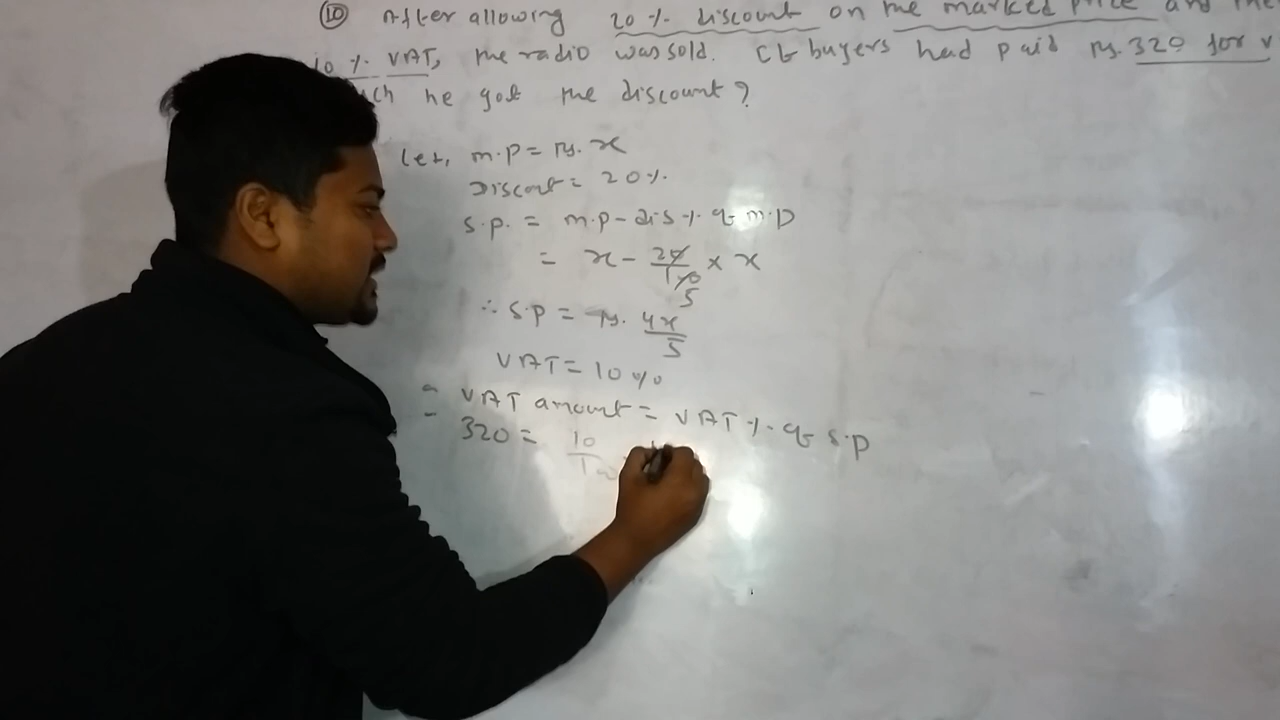 ⑩ After allowing 20 % discount on the marked price and the
10 % VAT, the radio was sold. If buyers had paid Rs. 320 for v
he got the discount?
Let, m.p = Rs. x
Discount = 20%.
S.p. = m.p - dis % of m.p
= x - 20/100 × x
5
∴ S.p = Rs. 4x/5
VAT = 10%
VAT amount = VAT % of s.p
320 = 10/100